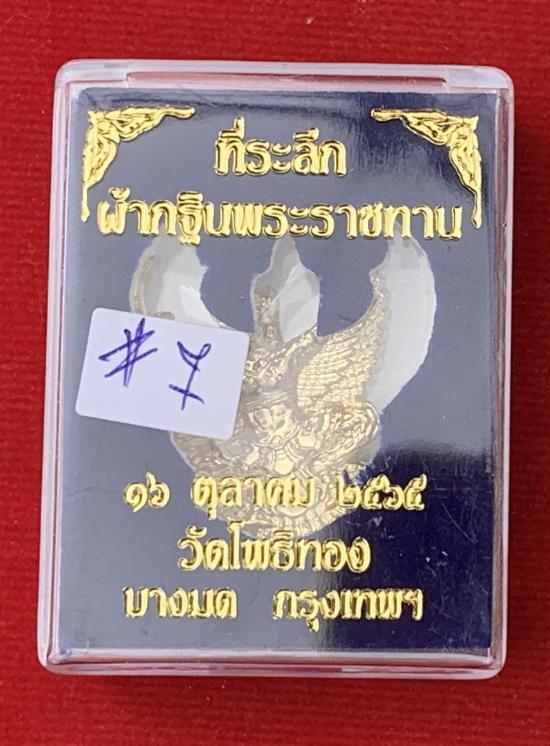 ที่ระลึก
ผ้ากฐินพระราชทาน
#7
๑๖ ตุลาคม ๒๕๖๕
วัดโพธิทอง
บางมด กรุงเทพฯ